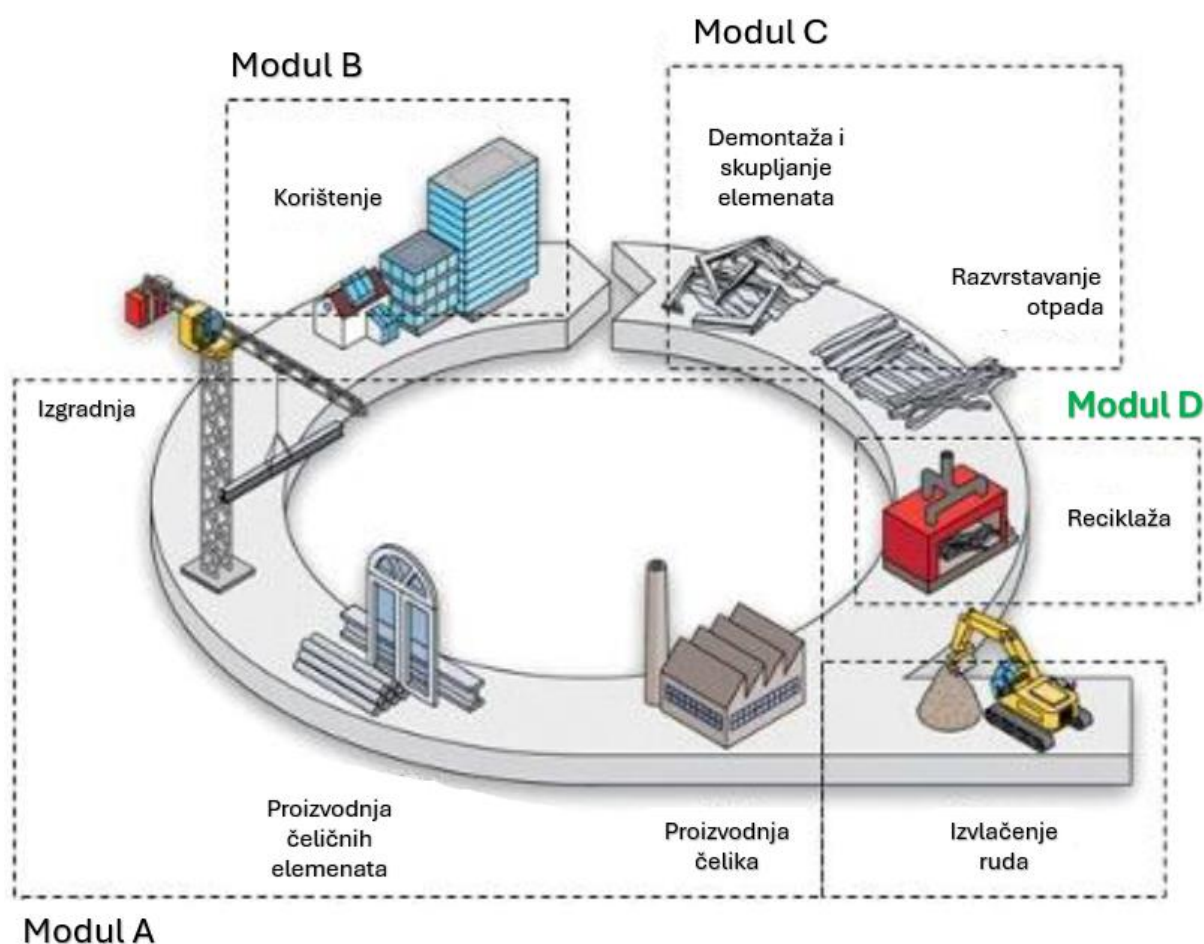 Modul C
Modul B
Demontaža i
skupljanje
elemenata
Korištenje
Razvrstavanje
otpada
Izgradnja
Modul D
Reciklaža
Proizvodnja
čeličnih
elemenata
Proizvodnja
čelika
Izvlačenje
ruda
Modul A